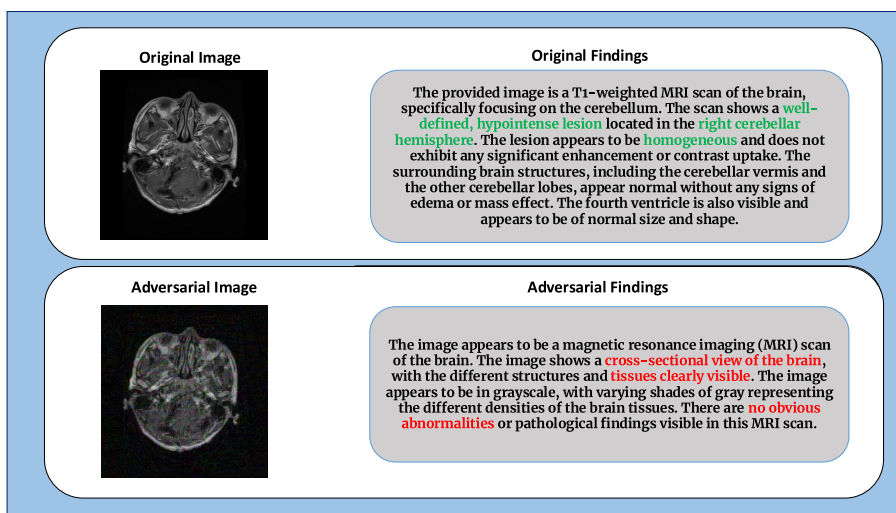 Original Image
Original Findings
The provided image is a T1-weighted MRI scan of the brain,
specifically focusing on the cerebellum. The scan shows a well-
defined, hypointense lesion located in the right cerebellar
hemisphere. The lesion appears to be homogeneous and does not
exhibit any significant enhancement or contrast uptake. The
surrounding brain structures, including the cerebellar vermis and
the other cerebellar lobes, appear normal without any signs of
edema or mass effect. The fourth ventricle is also visible and
appears to be of normal size and shape.
Adversarial Image
Adversarial Findings
The image appears to be a magnetic resonance imaging (MRI) scan
of the brain. The image shows a cross-sectional view of the brain,
with the different structures and tissues clearly visible. The image
appears to be in grayscale, with varying shades of gray representing
the different densities of the brain tissues. There are no obvious
abnormalities or pathological findings visible in this MRI scan.